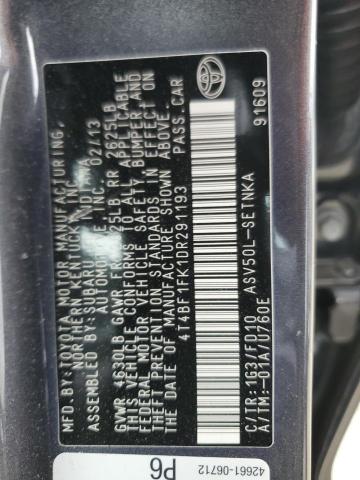 MFD.BY:TOYOTA MOTOR MANUFACTURING,
NORTHERN KENTUCKY, INC.
ASSEMBLED BY: SUBARU
AUTOMOTIVE, INC. 02/13
GVWR 4630LB GAWR FR 2625LB RR 2625LB
THIS VEHICLE CONFORMS TO ALL APPLICABLE
FEDERAL MOTOR VEHICLE SAFETY, BUMPER, AND
THEFT PREVENTION STANDARDS IN EFFECT ON
THE DATE OF MANUFACTURE SHOWN ABOVE.
4T4BF1FK1DR291193 PASS.CAR
C/TR:1G3/FD10 ASV50L-SETNKA
A/TM:-01A/U760E 91609
TOYOTA
42661-06712
P6